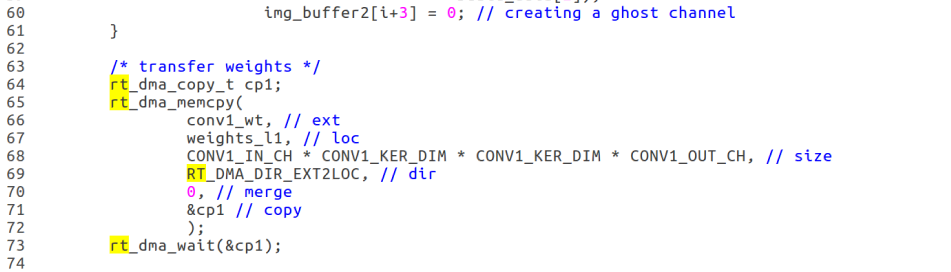 60 img_buffer2[i+3] = 0; // creating a ghost channel
61 }
62
63 /* transfer weights */
64 rt_dma_copy_t cp1;
65 rt_dma_memcpy(
66 conv1_wt, // ext
67 weights_l1, // loc
68 CONV1_IN_CH * CONV1_KER_DIM * CONV1_KER_DIM * CONV1_OUT_CH, // size
69 RT_DMA_DIR_EXT2LOC, // dir
70 0, // merge
71 &cp1 // copy
72 );
73 rt_dma_wait(&cp1);
74